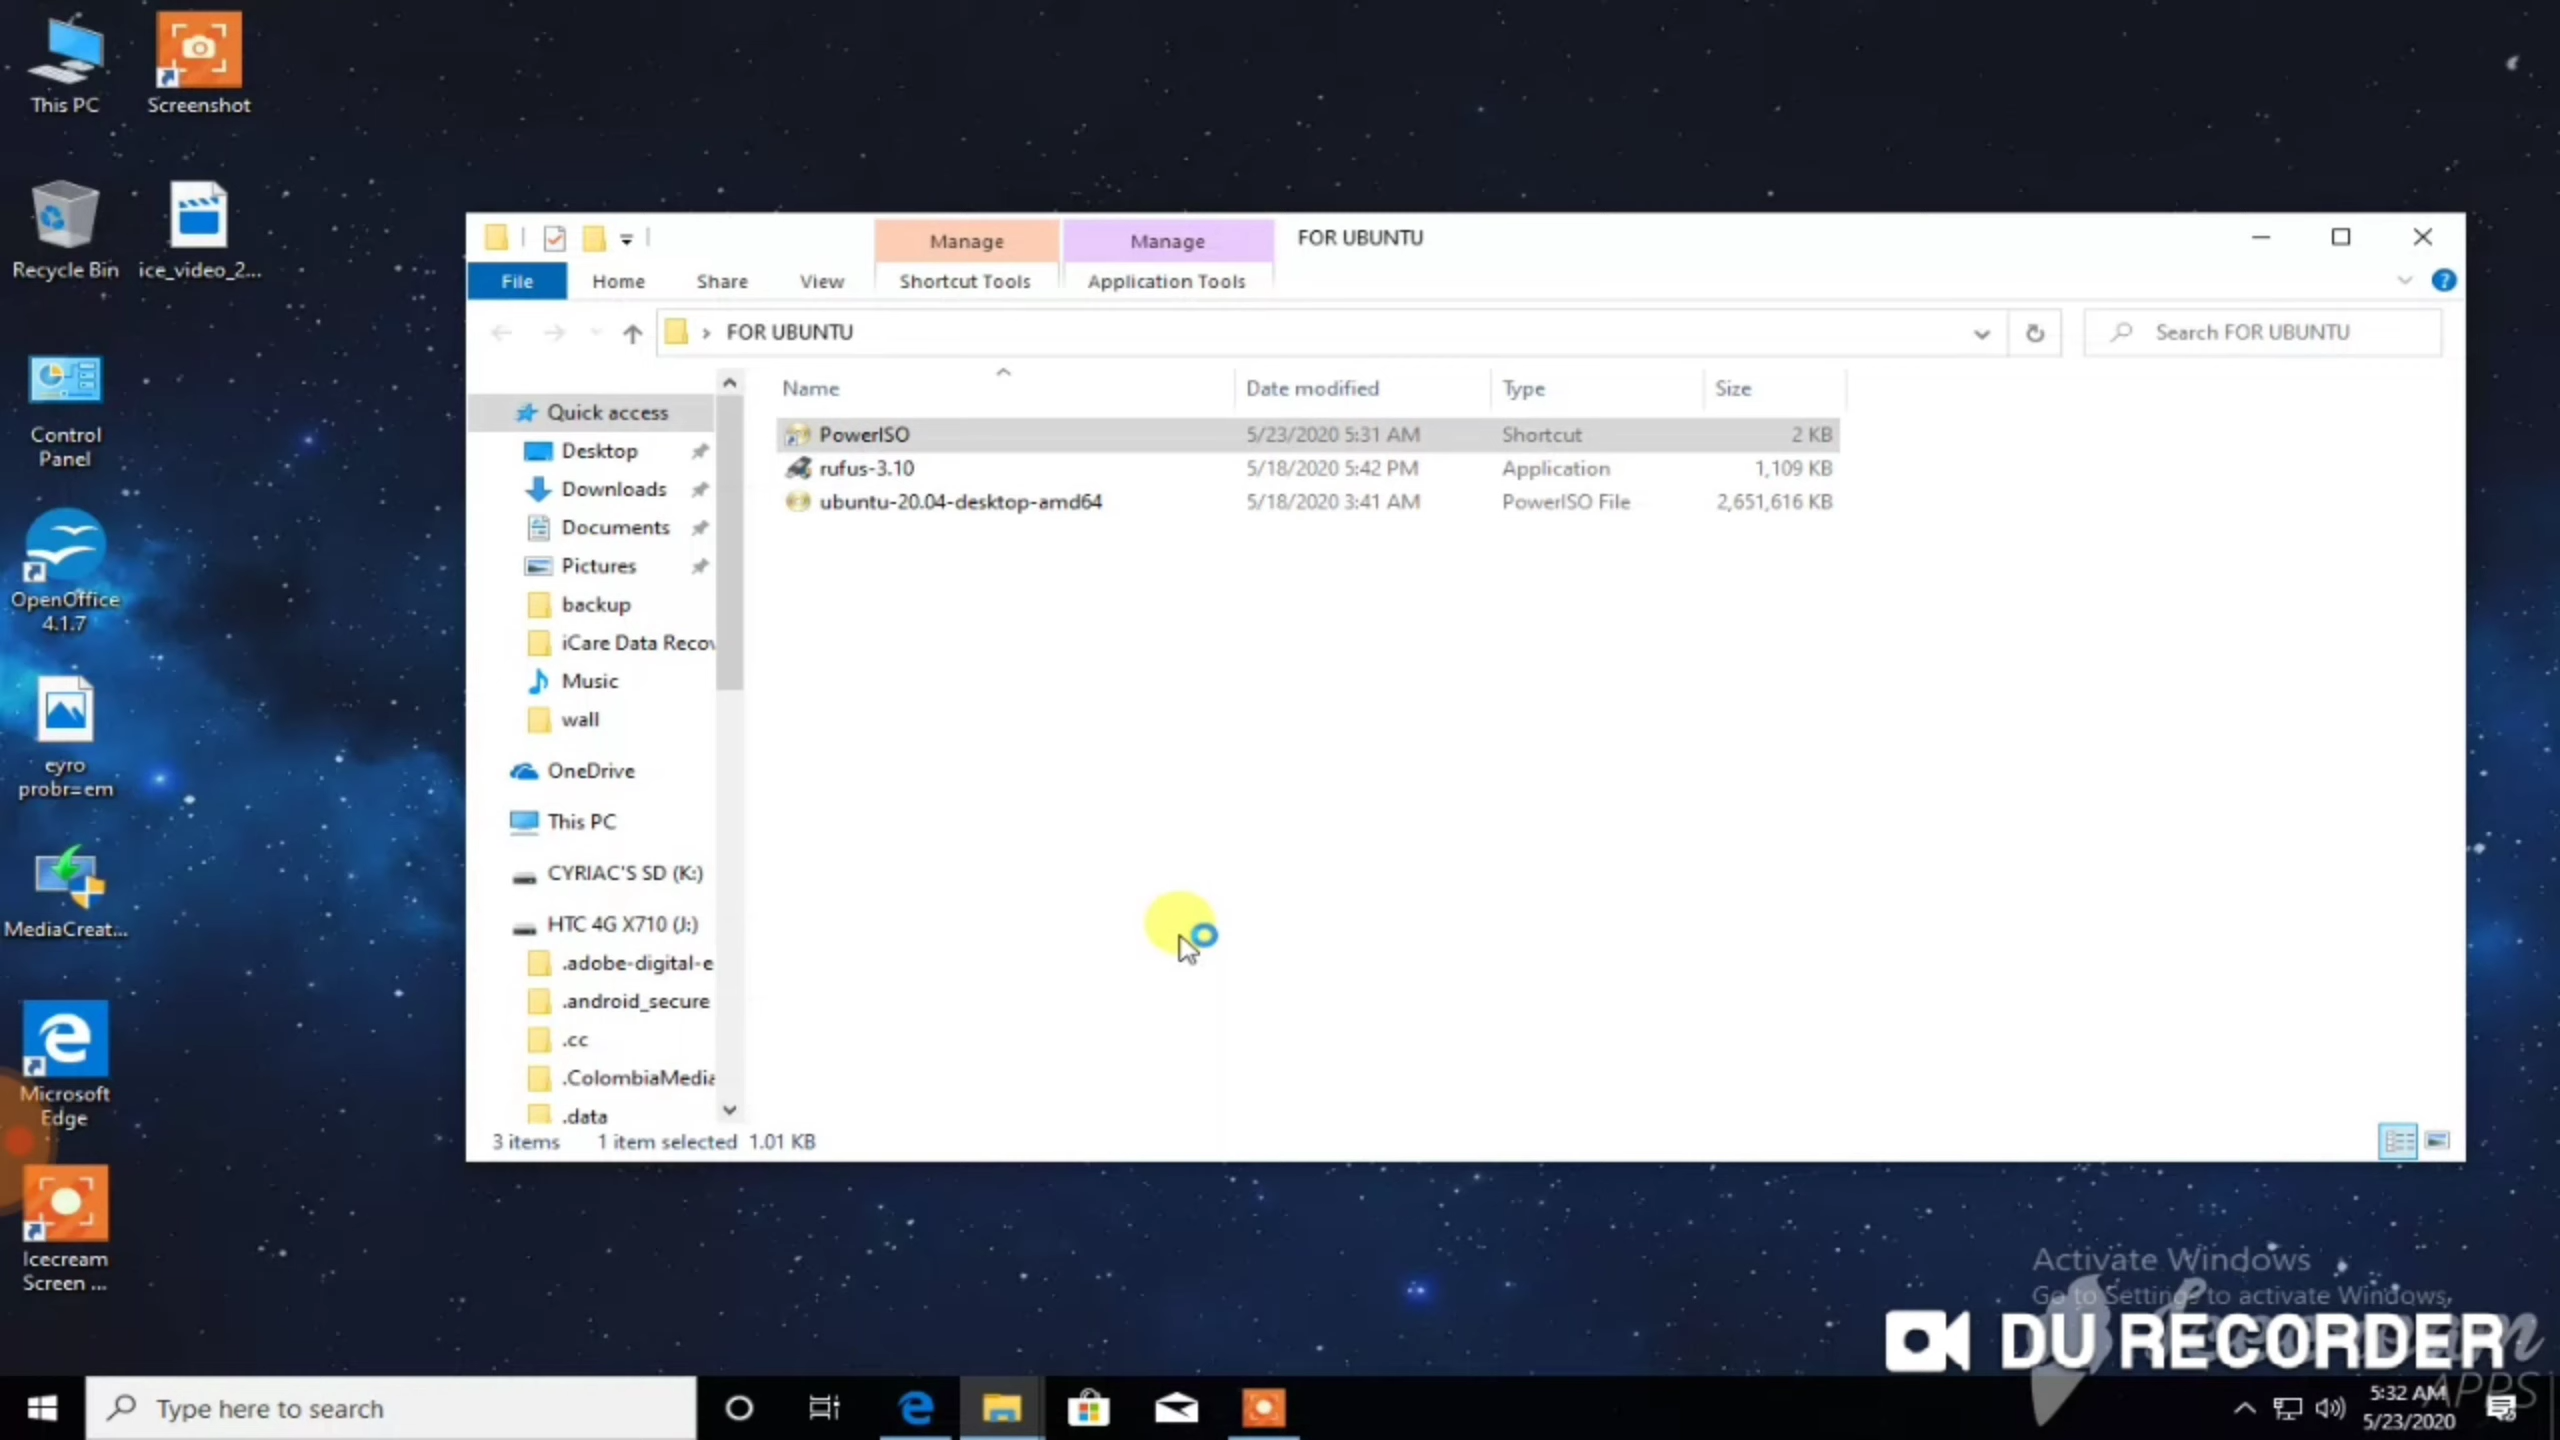 This PC
Screenshot
Recycle Bin
ice_video_2...
Control
Panel
OpenOffice
4.1.7
eyro
probr=em
MediaCreat...
Microsoft
Edge
Icecream
Screen ...
Manage
Manage
FOR UBUNTU
File
Home
Share
View
Shortcut Tools
Application Tools
FOR UBUNTU
Search FOR UBUNTU
Name
Date modified
Type
Size
PowerISO 5/23/2020 5:31 AM Shortcut 2 KB
rufus-3.10 5/18/2020 5:42 PM Application 1,109 KB
ubuntu-20.04-desktop-amd64 5/18/2020 3:41 AM PowerISO File 2,651,616 KB
Quick access
Desktop
Downloads
Documents
Pictures
backup
iCare Data Recov
Music
wall
OneDrive
This PC
CYRIAC'S SD (K:)
HTC 4G X710 (J:)
.adobe-digital-e
.android_secure
.cc
.ColombiaMedia
.data
3 items 1 item selected 1.01 KB
Activate Windows
Go to Settings to activate Windows.
DU RECORDER
APPS
Type here to search
5:32 AM
5/23/2020